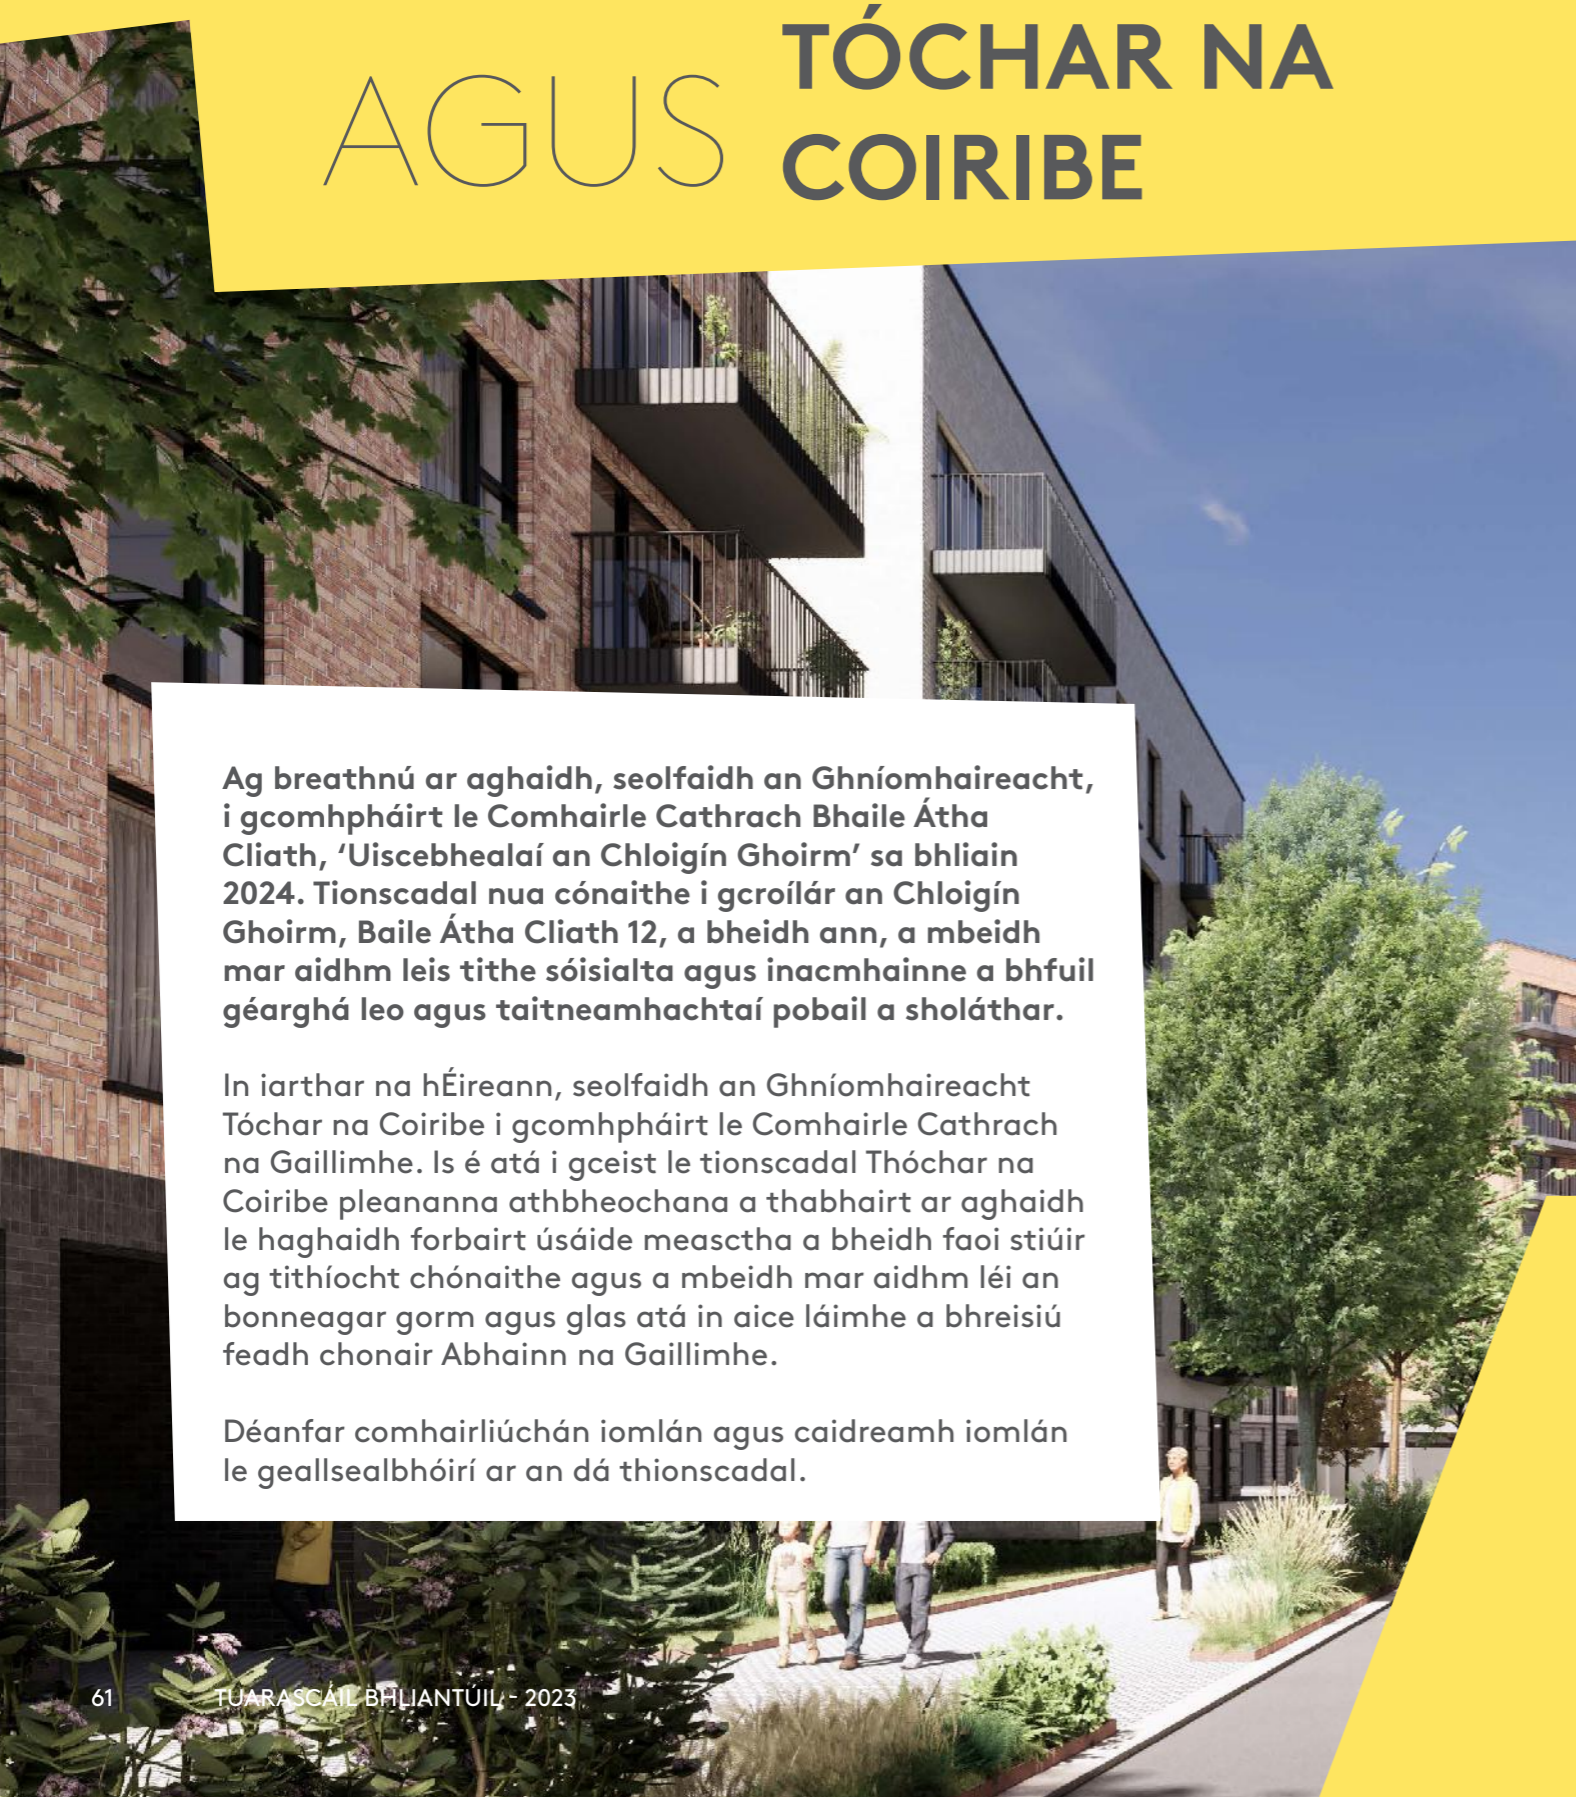 AGUS
TÓCHAR NA
COIRIBE
Ag breathnú ar aghaidh, seolfaidh an Ghníomhaireacht,
i gcomhpháirt le Comhairle Cathrach Bhaile Átha
Cliath, ‘Uiscebhealaí an Chloigín Ghoirm’ sa bhliain
2024. Tionscadal nua cónaithe i gcroílár an Chloigín
Ghoirm, Baile Átha Cliath 12, a bheidh ann, a mbeidh
mar aidhm leis tithe sóisialta agus inacmhainne a bhfuil
géarghá leo agus taitneamhachtaí pobail a sholáthar.
In iarthar na hÉireann, seolfaidh an Ghníomhaireacht
Tóchar na Coiribe i gcomhpháirt le Comhairle Cathrach
na Gaillimhe. Is é atá i gceist le tionscadal Thóchar na
Coiribe pleananna athbheochana a thabhairt ar aghaidh
le haghaidh forbairt úsáide measctha a bheidh faoi stiúir
ag tithíocht chónaithe agus a mbeidh mar aidhm léi an
bonneagar gorm agus glas atá in aice láimhe a bhreisiú
feadh chonair Abhainn na Gaillimhe.
Déanfar comhairliúchán iomlán agus caidreamh iomlán
le geallsealbhóirí ar an dá thionscadal.
61 TUARASCÁIL BHLIANTÚIL - 2023